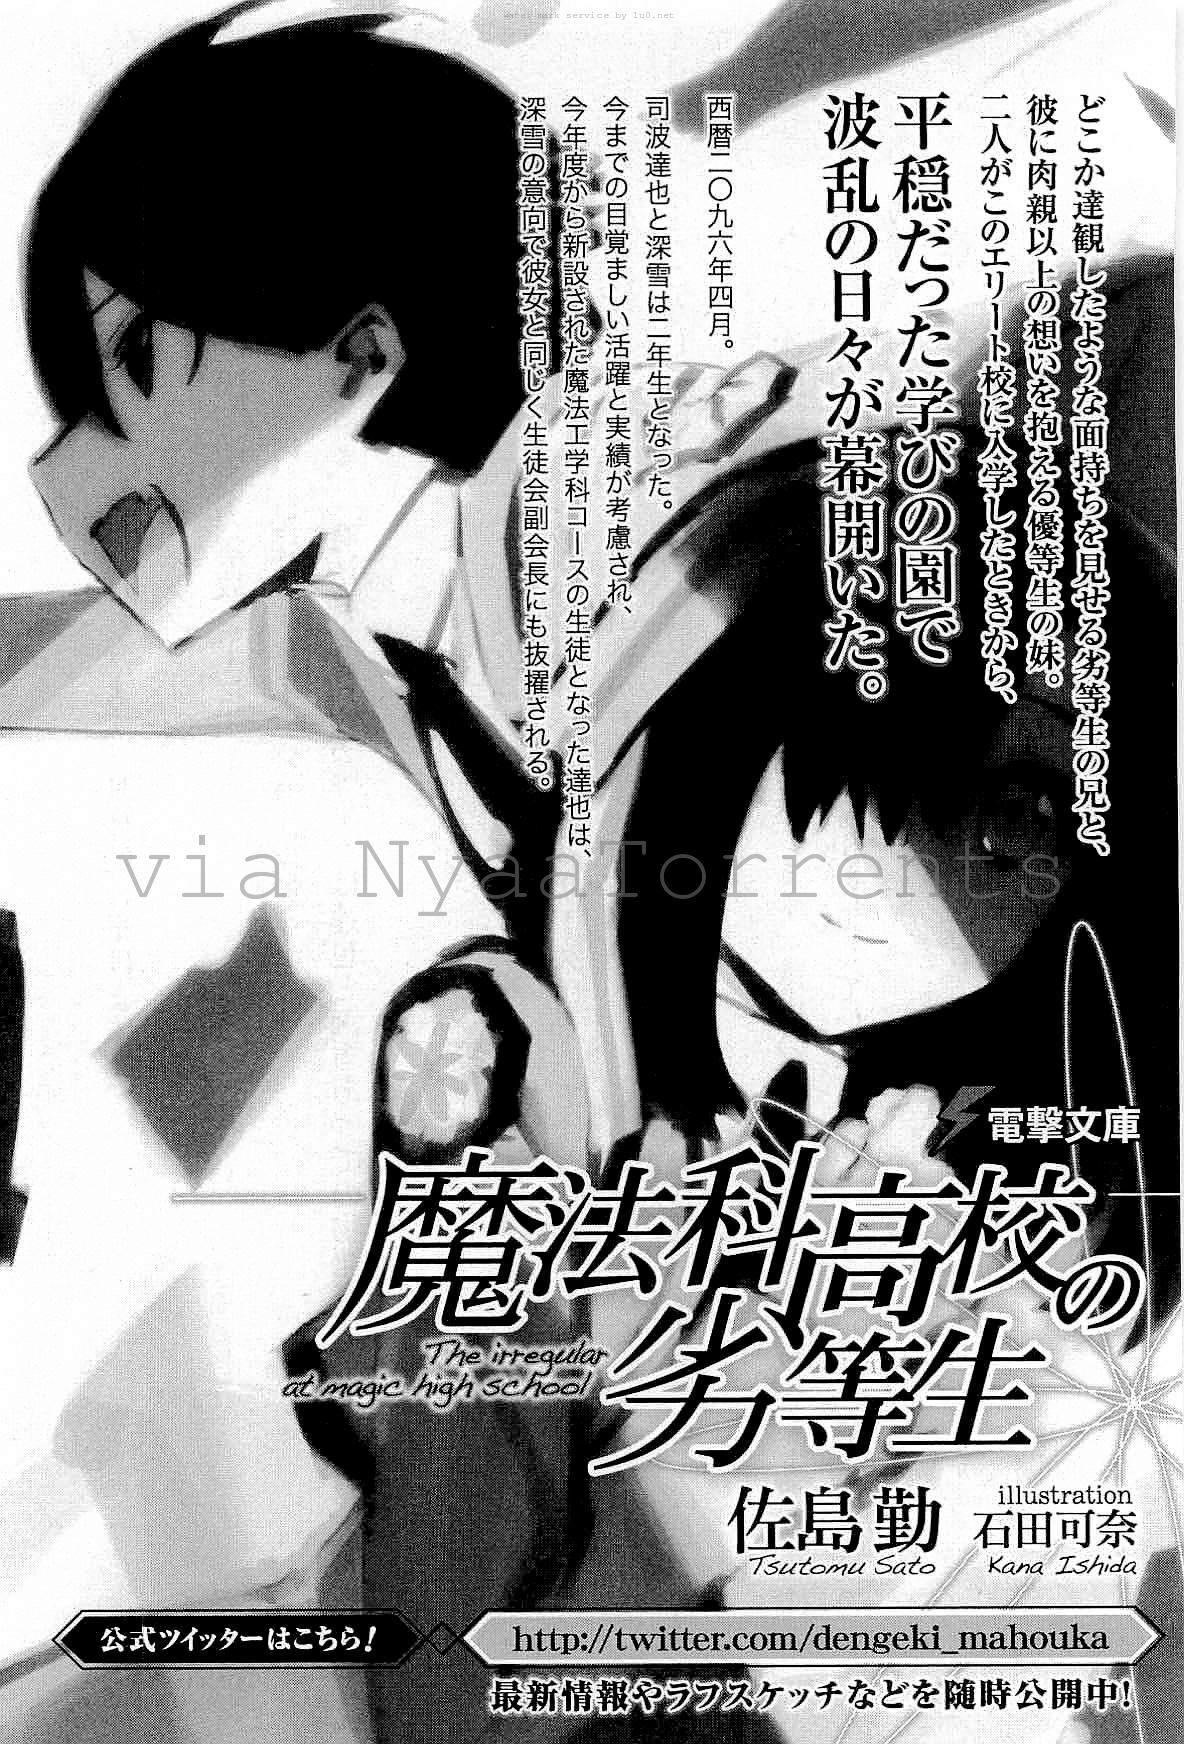 water mark service by lu0.net
どこか達観したような面持ちを見せる劣等生の兄と、
彼に肉親以上の想いを抱える優等生の妹。
二人がこのエリート校に入学したときから、
平穏だった学びの園で
波乱の日々が幕開いた。
西暦二〇九六年四月。
司波達也と深雪は二年生となった。
今までの目覚ましい活躍と実績が考慮され、
今年度から新設された魔法工学科コースの生徒となった達也は、
深雪の意向で彼女と同じく生徒会副会長にも抜擢される。
via NyaaTorrents
電撃文庫
魔法科高校の
劣等生
The irregular
at magic high school
佐島 勤
Tsutomu Sato
illustration
石田可奈
Kana Ishida
公式ツイッターはこちら!
http://twitter.com/dengeki_mahouka
最新情報やラフスケッチなどを随時公開中!